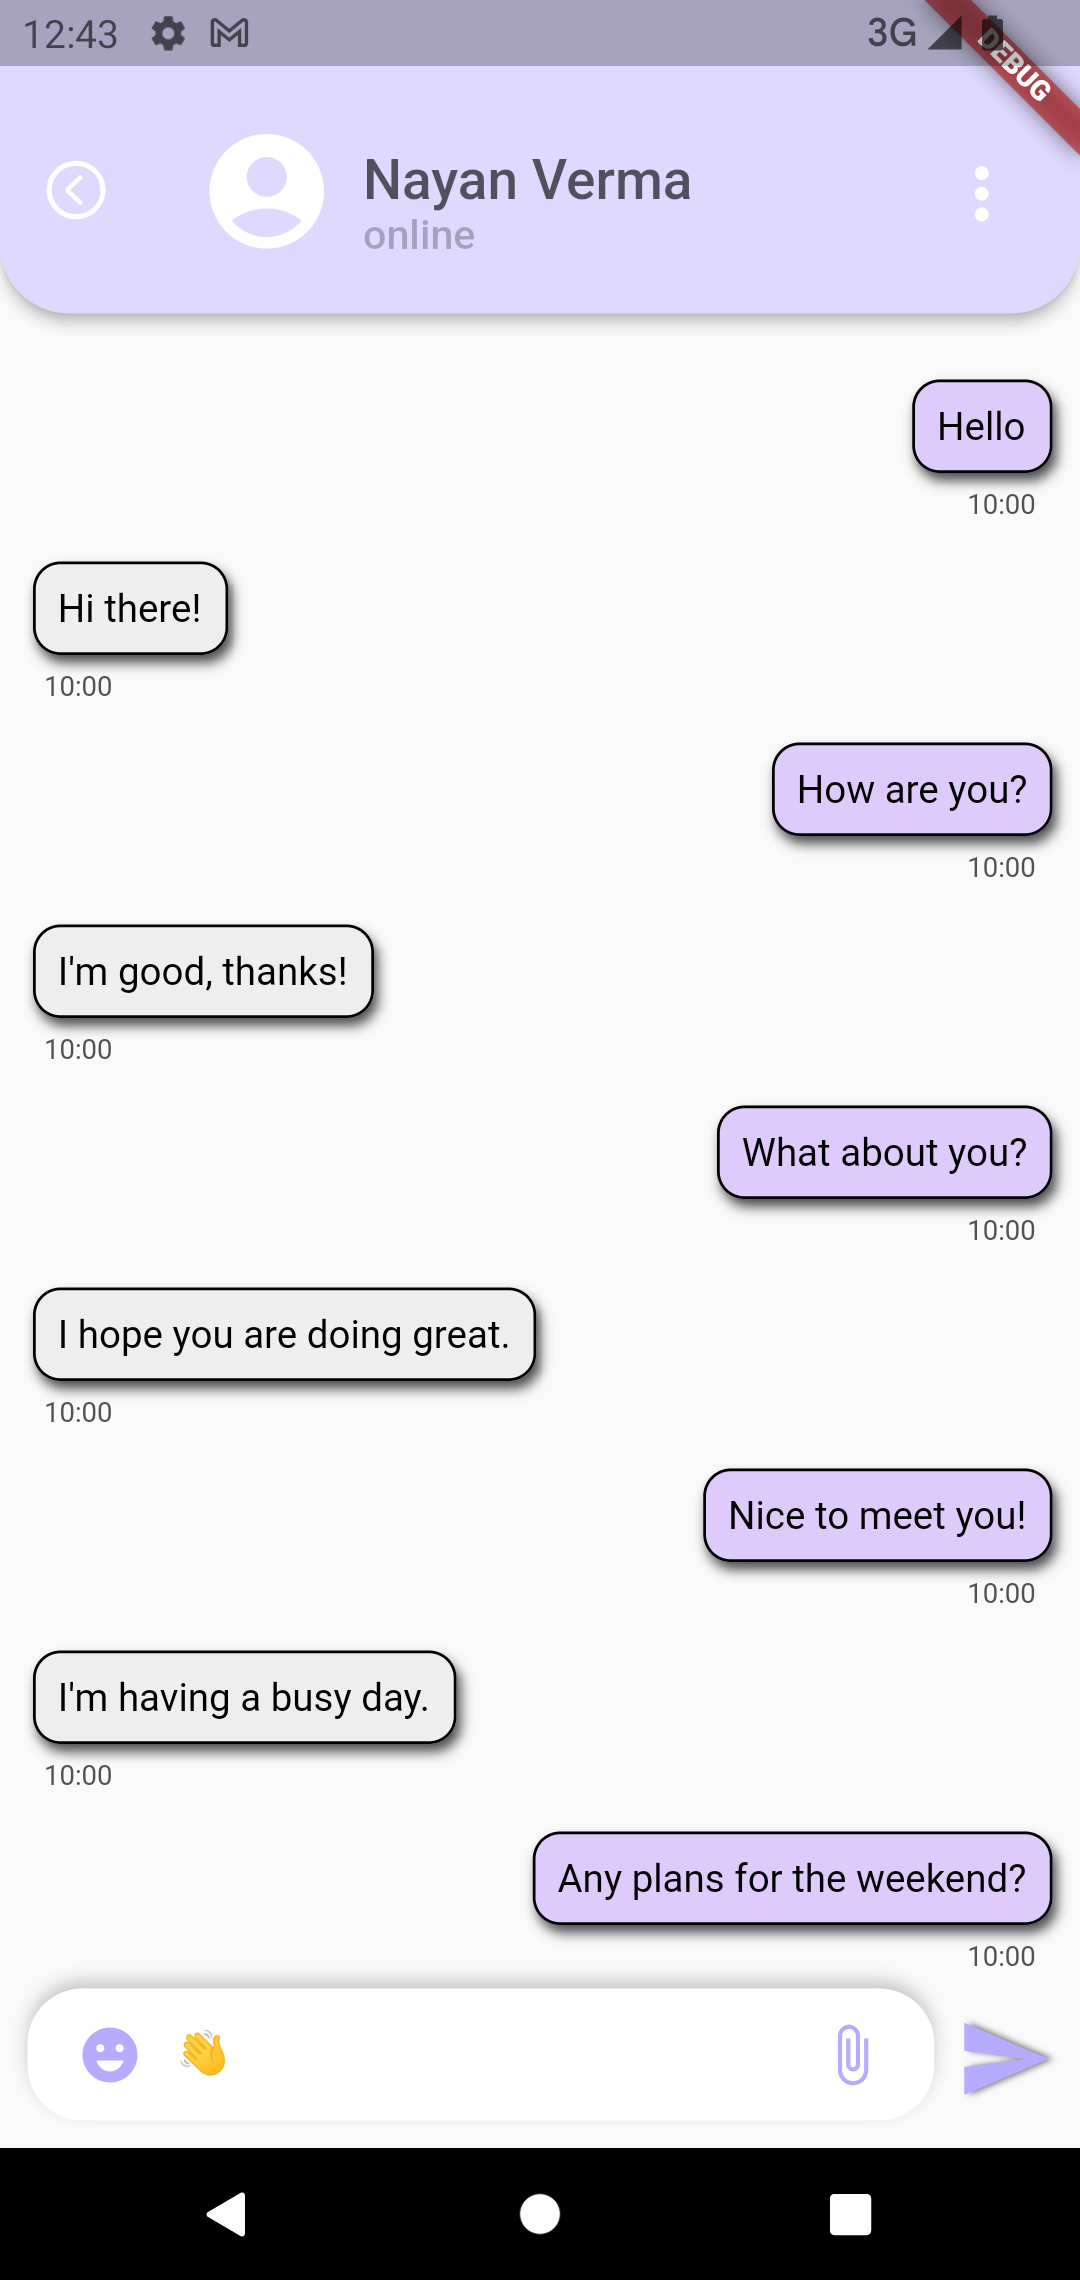 12:43 3G
DEBUG
Nayan Verma
online
Hello
10:00
Hi there!
10:00
How are you?
10:00
I'm good, thanks!
10:00
What about you?
10:00
I hope you are doing great.
10:00
Nice to meet you!
10:00
I'm having a busy day.
10:00
Any plans for the weekend?
10:00
👋